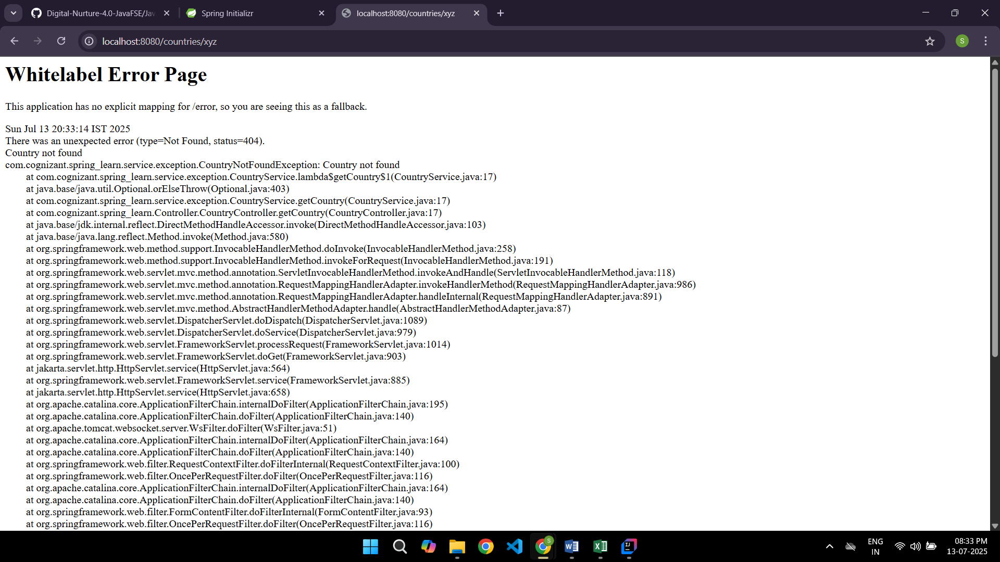 Digital-Nurture-4.0-JavaFSE/Jav
Spring Initializr
localhost:8080/countries/xyz
localhost:8080/countries/xyz
S
Whitelabel Error Page
This application has no explicit mapping for /error, so you are seeing this as a fallback.
Sun Jul 13 20:33:14 IST 2025
There was an unexpected error (type=Not Found, status=404).
Country not found
com.cognizant.spring_learn.service.exception.CountryNotFoundException: Country not found
at com.cognizant.spring_learn.service.exception.CountryService.lambda$getCountry$1(CountryService.java:17)
at java.base/java.util.Optional.orElseThrow(Optional.java:403)
at com.cognizant.spring_learn.service.exception.CountryService.getCountry(CountryService.java:17)
at com.cognizant.spring_learn.Controller.CountryController.getCountry(CountryController.java:17)
at java.base/jdk.internal.reflect.DirectMethodHandleAccessor.invoke(DirectMethodHandleAccessor.java:103)
at java.base/java.lang.reflect.Method.invoke(Method.java:580)
at org.springframework.web.method.support.InvocableHandlerMethod.doInvoke(InvocableHandlerMethod.java:258)
at org.springframework.web.method.support.InvocableHandlerMethod.invokeForRequest(InvocableHandlerMethod.java:191)
at org.springframework.web.servlet.mvc.method.annotation.ServletInvocableHandlerMethod.invokeAndHandle(ServletInvocableHandlerMethod.java:118)
at org.springframework.web.servlet.mvc.method.annotation.RequestMappingHandlerAdapter.invokeHandlerMethod(RequestMappingHandlerAdapter.java:986)
at org.springframework.web.servlet.mvc.method.annotation.RequestMappingHandlerAdapter.handleInternal(RequestMappingHandlerAdapter.java:891)
at org.springframework.web.servlet.mvc.method.AbstractHandlerMethodAdapter.handle(AbstractHandlerMethodAdapter.java:87)
at org.springframework.web.servlet.DispatcherServlet.doDispatch(DispatcherServlet.java:1089)
at org.springframework.web.servlet.DispatcherServlet.doService(DispatcherServlet.java:979)
at org.springframework.web.servlet.FrameworkServlet.processRequest(FrameworkServlet.java:1014)
at org.springframework.web.servlet.FrameworkServlet.doGet(FrameworkServlet.java:903)
at jakarta.servlet.http.HttpServlet.service(HttpServlet.java:564)
at org.springframework.web.servlet.FrameworkServlet.service(FrameworkServlet.java:885)
at jakarta.servlet.http.HttpServlet.service(HttpServlet.java:658)
at org.apache.catalina.core.ApplicationFilterChain.internalDoFilter(ApplicationFilterChain.java:195)
at org.apache.catalina.core.ApplicationFilterChain.doFilter(ApplicationFilterChain.java:140)
at org.apache.tomcat.websocket.server.WsFilter.doFilter(WsFilter.java:51)
at org.apache.catalina.core.ApplicationFilterChain.internalDoFilter(ApplicationFilterChain.java:164)
at org.apache.catalina.core.ApplicationFilterChain.doFilter(ApplicationFilterChain.java:140)
at org.springframework.web.filter.RequestContextFilter.doFilterInternal(RequestContextFilter.java:100)
at org.springframework.web.filter.OncePerRequestFilter.doFilter(OncePerRequestFilter.java:116)
at org.apache.catalina.core.ApplicationFilterChain.internalDoFilter(ApplicationFilterChain.java:164)
at org.apache.catalina.core.ApplicationFilterChain.doFilter(ApplicationFilterChain.java:140)
at org.springframework.web.filter.FormContentFilter.doFilterInternal(FormContentFilter.java:93)
at org.springframework.web.filter.OncePerRequestFilter.doFilter(OncePerRequestFilter.java:116)
S
W
X
IJ
ENG
IN
08:33 PM
13-07-2025